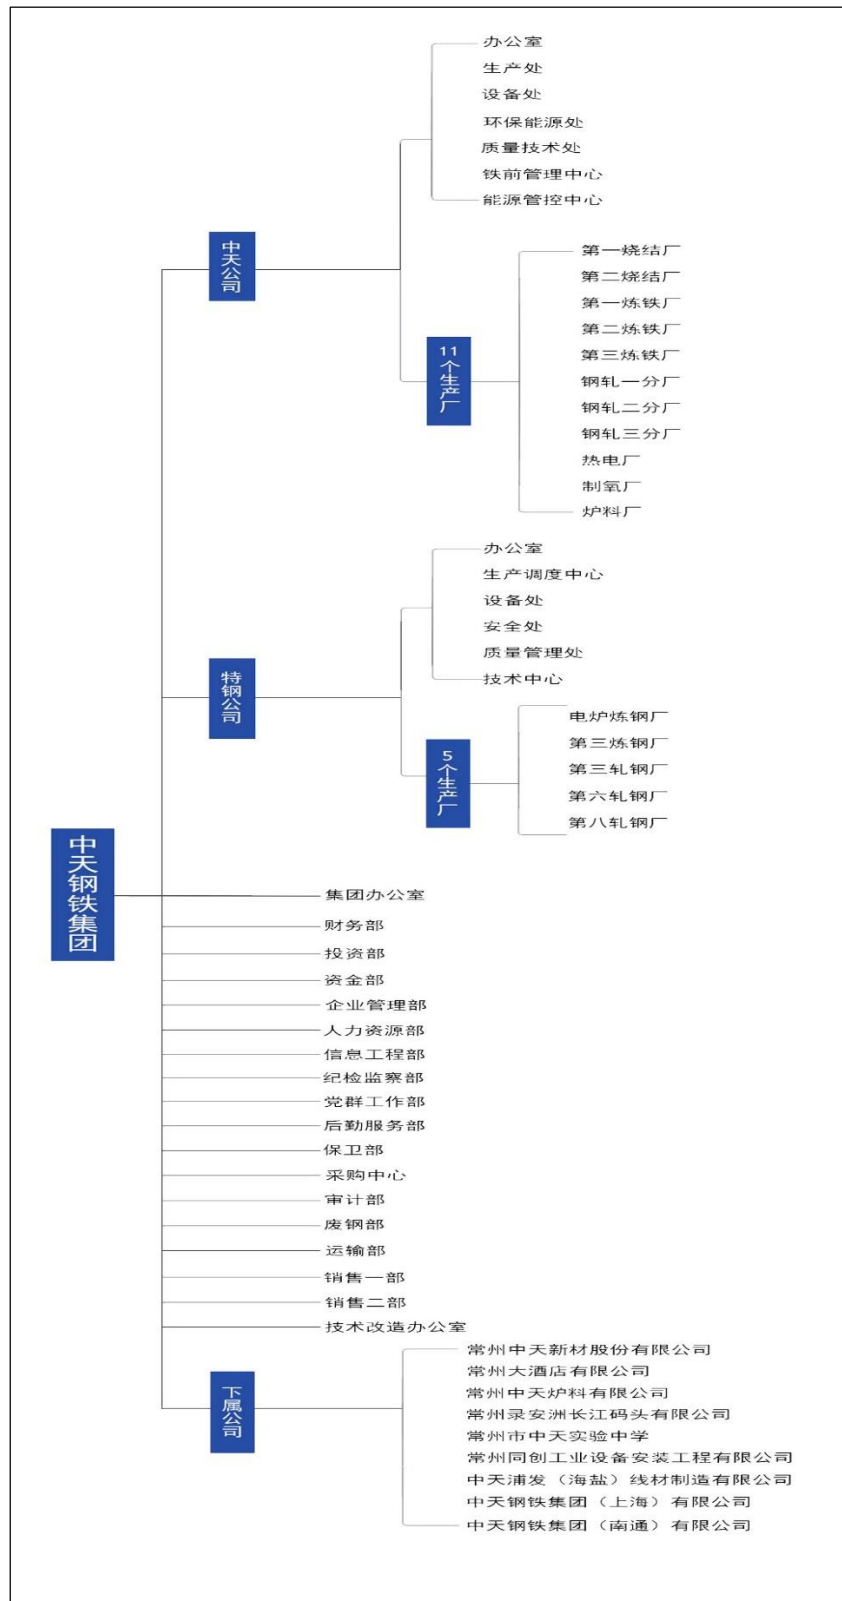 办公室
生产处
设备处
环保能源处
质量技术处
铁前管理中心
能源管控中心
中天公司
第一烧结厂
第二烧结厂
第一炼铁厂
第二炼铁厂
第三炼铁厂
钢轧一分厂
钢轧二分厂
钢轧三分厂
热电厂
制氧厂
炉料厂
11个生产厂
办公室
生产调度中心
设备处
安全处
质量管理处
技术中心
特钢公司
电炉炼钢厂
第三炼钢厂
第三轧钢厂
第六轧钢厂
第八轧钢厂
5个生产厂
中天钢铁集团
集团办公室
财务部
投资部
资金部
企业管理部
人力资源部
信息工程部
纪检监察部
党群工作部
后勤服务部
保卫部
采购中心
审计部
废钢部
运输部
销售一部
销售二部
技术改造办公室
下属公司
常州中天新材股份有限公司
常州大酒店有限公司
常州中天炉料有限公司
常州录安洲长江码头有限公司
常州市中天实验中学
常州同创工业设备安装工程有限公司
中天浦发（海盐）线材制造有限公司
中天钢铁集团（上海）有限公司
中天钢铁集团（南通）有限公司